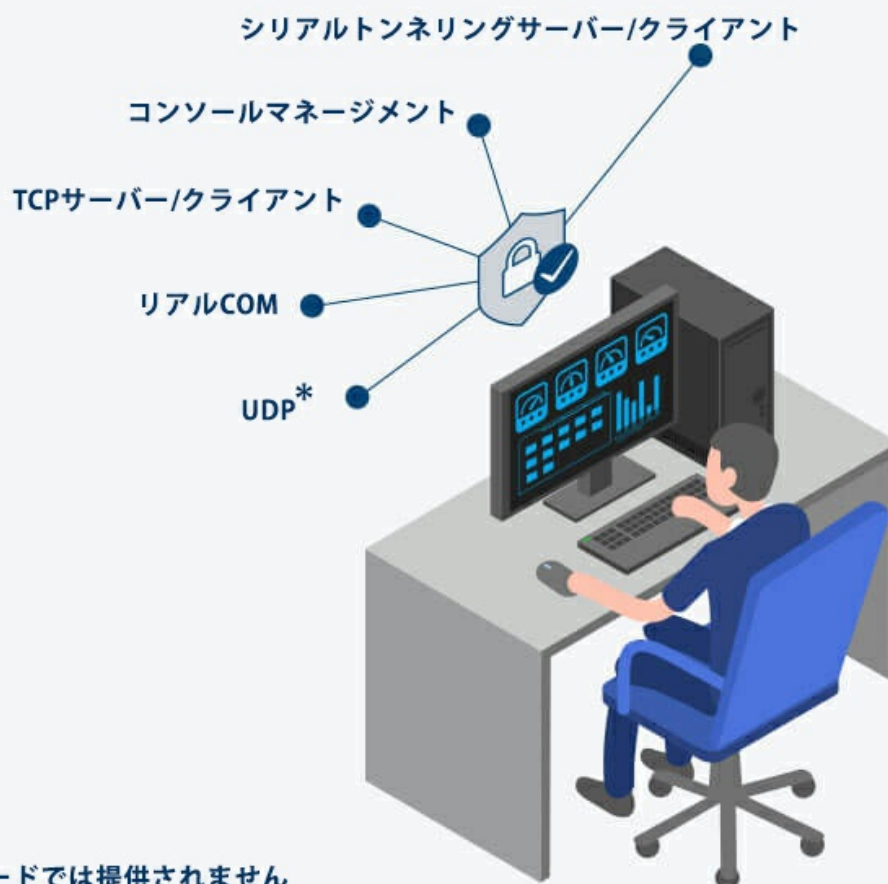 シリアルトンネリングサーバー/クライアント
コンソールマネージメント
TCPサーバー/クライアント
リアルCOM
UDP*
ードでは提供されません